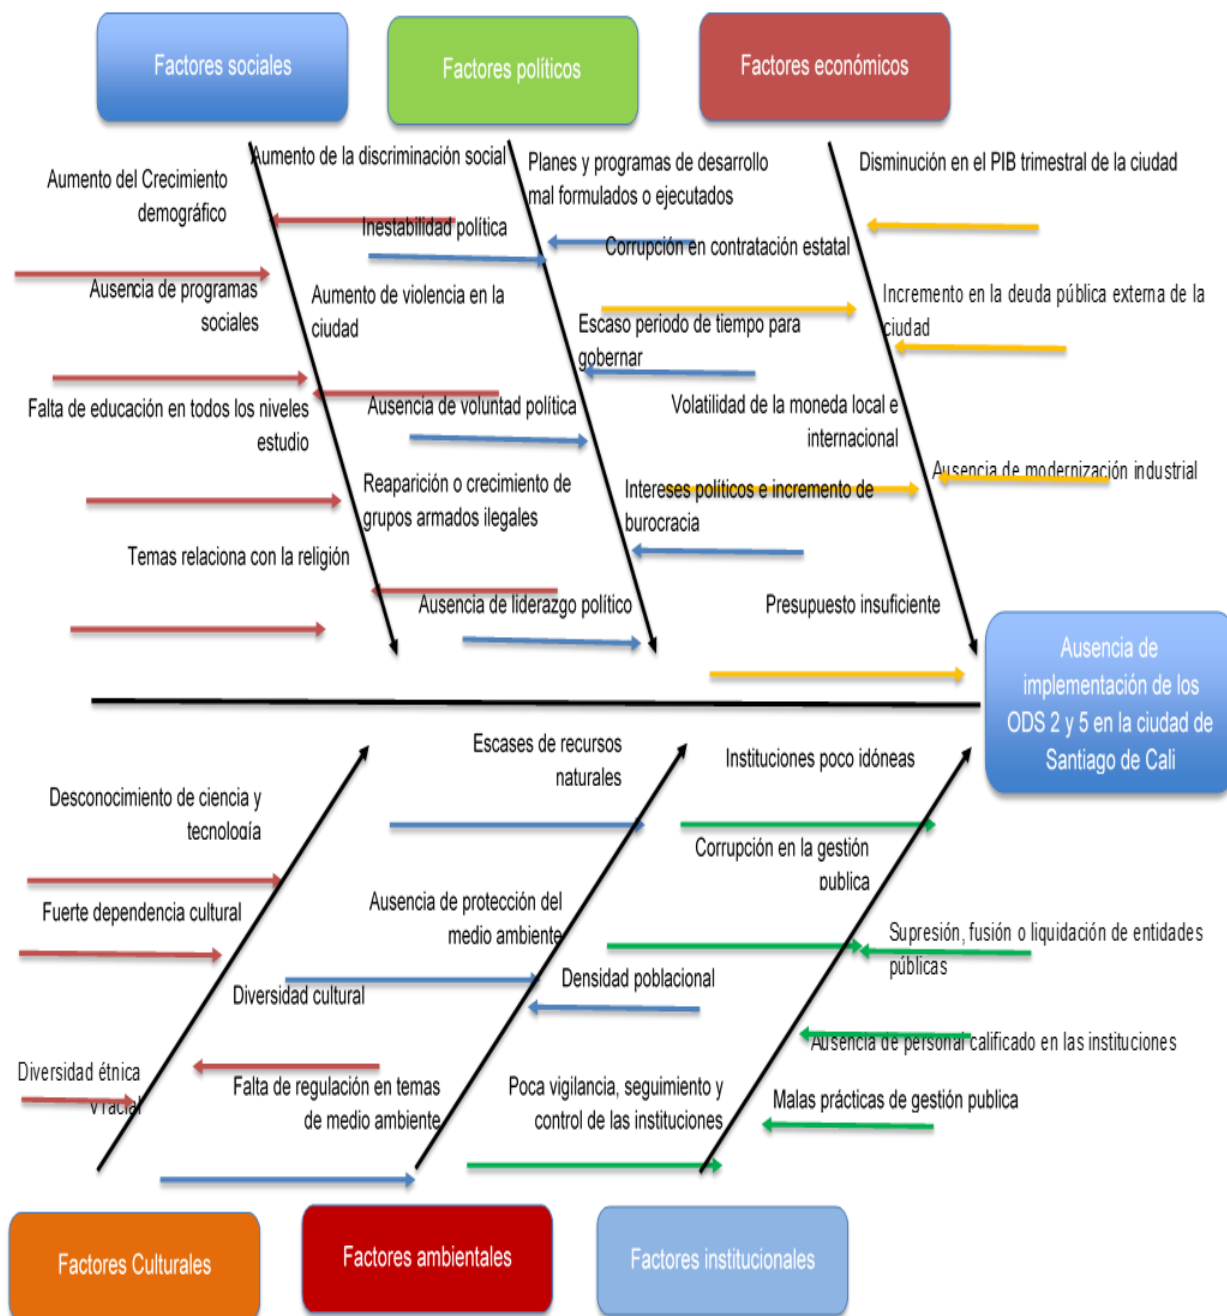 Factores sociales
Factores políticos
Factores económicos
Aumento de la discriminación social
Aumento del Crecimiento
demográfico
Ausencia de programas
sociales
Aumento de violencia en la
ciudad
Falta de educación en todos los niveles
estudio
Reaparición o crecimiento de
grupos armados ilegales
Temas relaciona con la religión
Planes y programas de desarrollo
mal formulados o ejecutados
Inestabilidad política
Escaso periodo de tiempo para
gobernar
Ausencia de voluntad política
Intereses políticos e incremento de
burocracia
Ausencia de liderazgo político
Disminución en el PIB trimestral de la ciudad
Corrupción en contratación estatal
Incremento en la deuda pública externa de la
ciudad
Volatilidad de la moneda local e
internacional
Ausencia de modernización industrial
Presupuesto insuficiente
Ausencia de
implementación de los
ODS 2 y 5 en la ciudad de
Santiago de Cali
Desconocimiento de ciencia y
tecnología
Fuerte dependencia cultural
Diversidad cultural
Diversidad étnica
y racial
Escases de recursos
naturales
Ausencia de protección del
medio ambiente
Densidad poblacional
Falta de regulación en temas
de medio ambiente
Instituciones poco idóneas
Corrupción en la gestión
publica
Supresión, fusión o liquidación de entidades
públicas
Ausencia de personal calificado en las instituciones
Poca vigilancia, seguimiento y
control de las instituciones
Malas prácticas de gestión publica
Factores Culturales
Factores ambientales
Factores institucionales